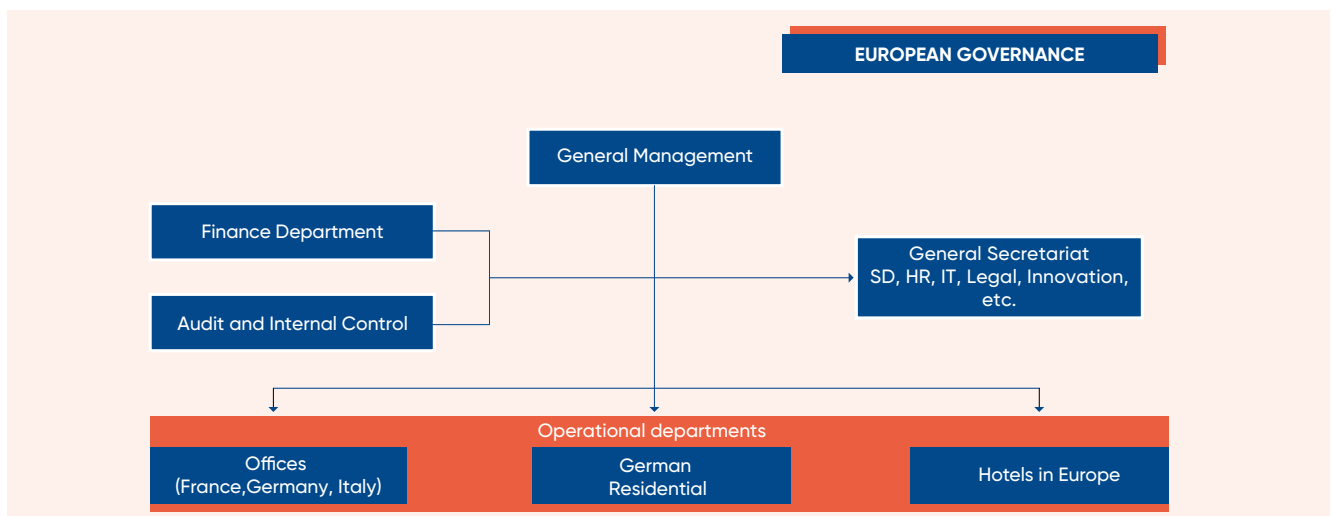 EUROPEAN GOVERNANCE
General Management
Finance Department
Audit and Internal Control
General Secretariat
SD, HR, IT, Legal, Innovation,
etc.
Operational departments
Offices
(France,Germany, Italy)
German
Residential
Hotels in Europe